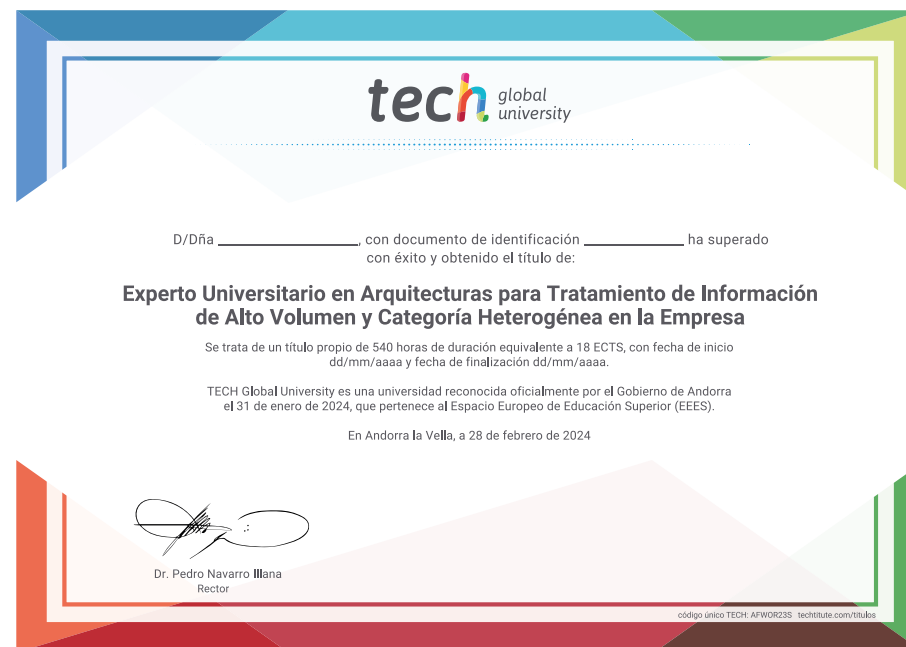 tech global university
D/Dña ____________________, con documento de identificación ______________ ha superado
con éxito y obtenido el título de:
Experto Universitario en Arquitecturas para Tratamiento de Información
de Alto Volumen y Categoría Heterogénea en la Empresa
Se trata de un título propio de 540 horas de duración equivalente a 18 ECTS, con fecha de inicio
dd/mm/aaaa y fecha de finalización dd/mm/aaaa.
TECH Global University es una universidad reconocida oficialmente por el Gobierno de Andorra
el 31 de enero de 2024, que pertenece al Espacio Europeo de Educación Superior (EEES).
En Andorra la Vella, a 28 de febrero de 2024
Dr. Pedro Navarro Illana
Rector
código único TECH: AFWOR23S techtitute.com/titulos